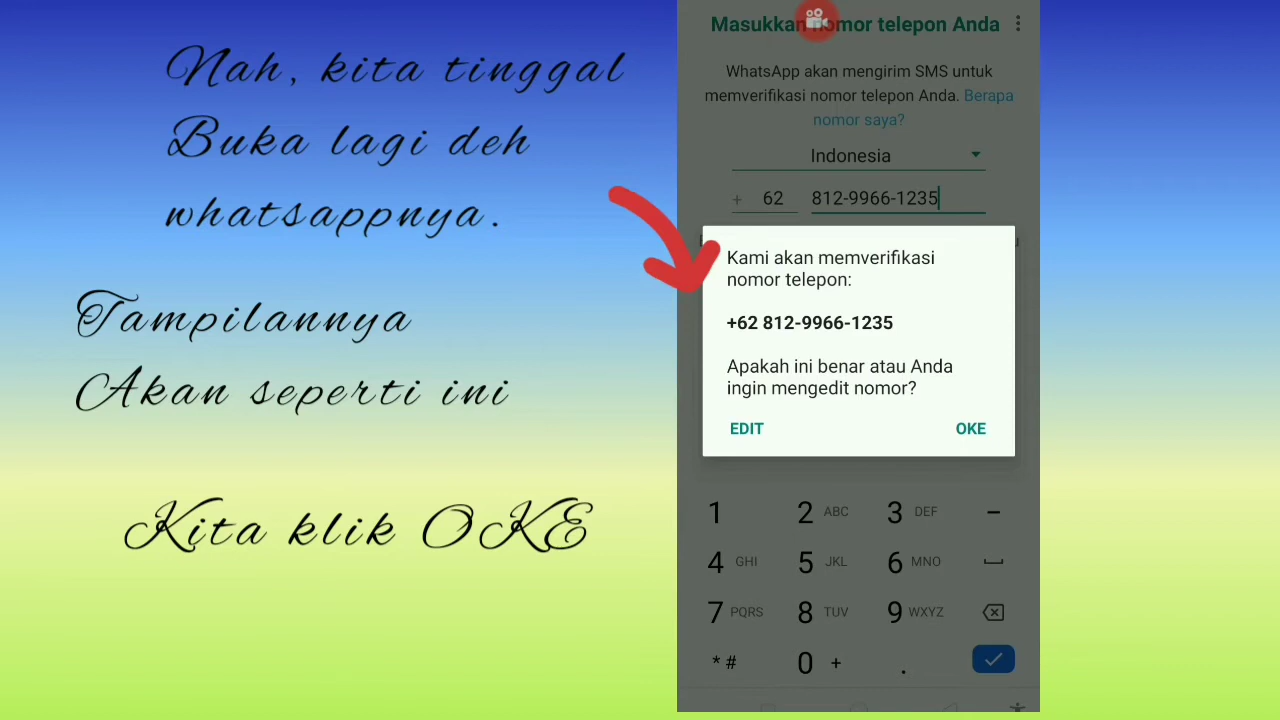 Nah, kita tinggal
Buka lagi deh
whatsappnya.
Tampilannya
Akan seperti ini
Kita klik OKE
Masukkan nomor telepon Anda
WhatsApp akan mengirim SMS untuk
memverifikasi nomor telepon Anda. Berapa
nomor saya?
Indonesia
+ 62 812-9966-1235
Kami akan memverifikasi
nomor telepon:
+62 812-9966-1235
Apakah ini benar atau Anda
ingin mengedit nomor?
EDIT OKE
1 2 ABC 3 DEF –
4 GHI 5 JKL 6 MNO
7 PQRS 8 TUV 9 WXYZ
* # 0 + .